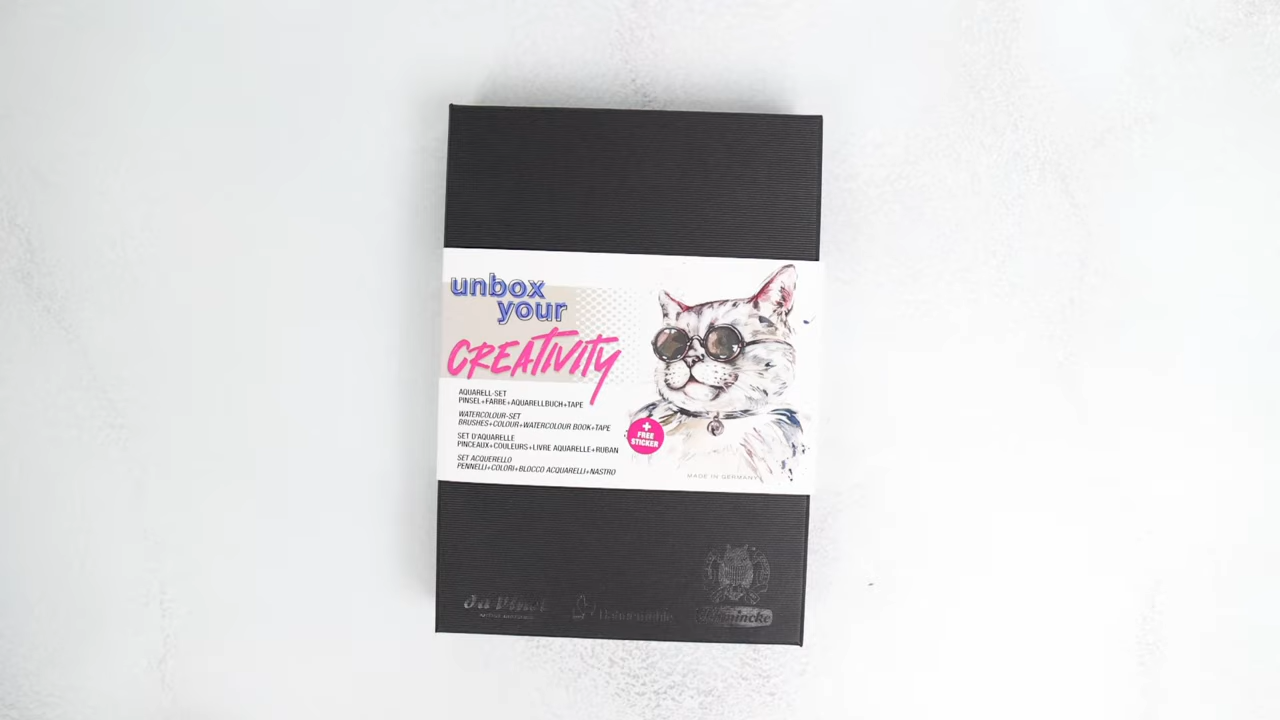 unbox
your
CREATIVITY
AQUARELL-SET
PINSEL+FARBE+AQUARELLBUCH+TAPE
WATERCOLOUR-SET
BRUSHES+COLOUR+WATERCOLOUR BOOK+TAPE
SET D'AQUARELLE
PINCEAUX+COULEURS+LIVRE AQUARELLE+RUBAN
SET ACQUERELLO
PENNELLI+COLORI+BLOCCO ACQUARELLI+NASTRO
+
FREE
STICKER
MADE IN GERMANY
da Vinci
Hahnemühle
Schmincke